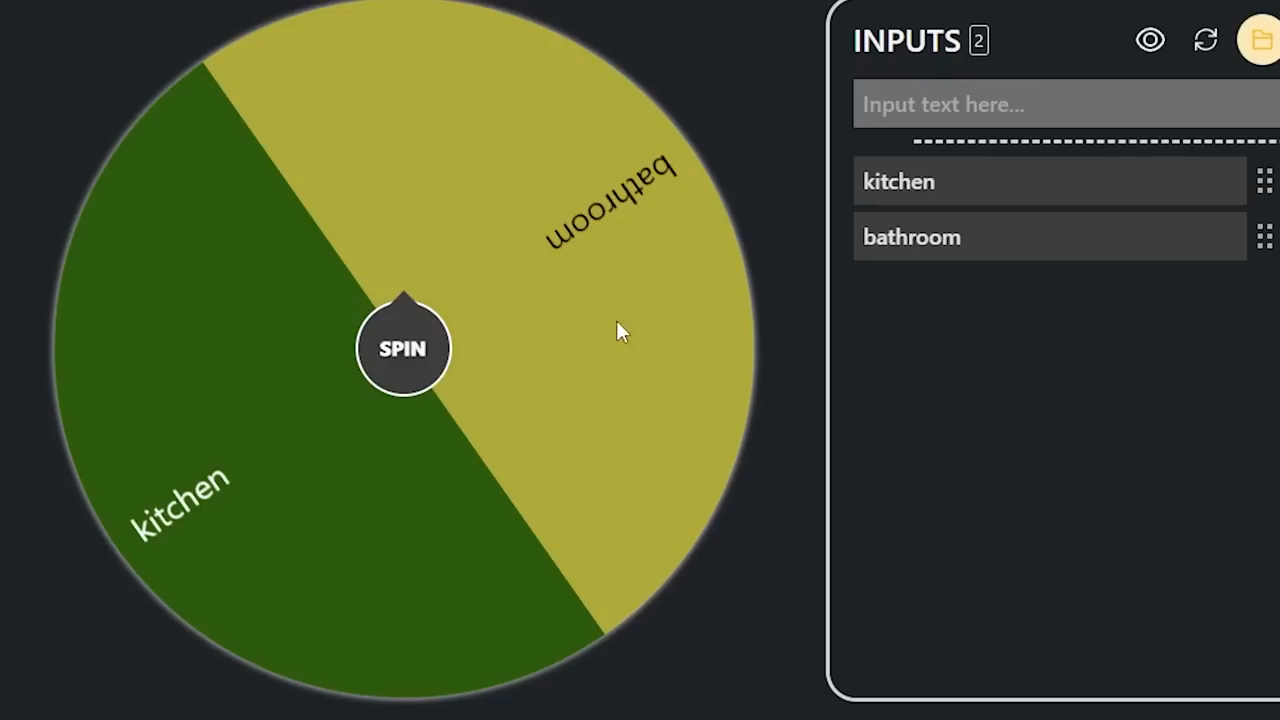 INPUTS 2
Input text here...
kitchen
bathroom
bathroom
SPIN
kitchen